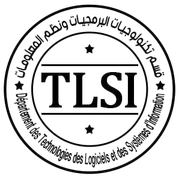 قسم تكنولوجيات البرمجيات ونظم المعلومات
TLSI
Département des Technologies des Logiciels et des Systèmes d'Information